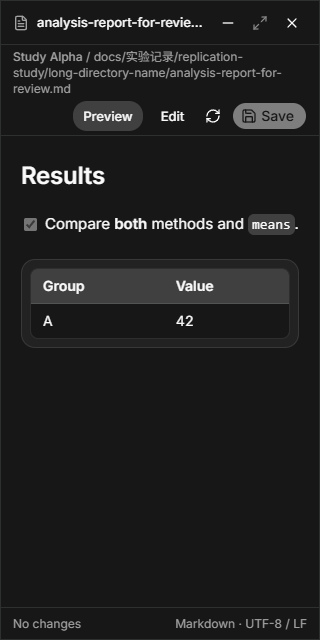 analysis-report-for-revie...
Study Alpha / docs/实验记录/replication-
study/long-directory-name/analysis-report-for-
review.md
Preview Edit Save
Results
Compare both methods and means.
Group Value
A 42
No changes Markdown · UTF-8 / LF